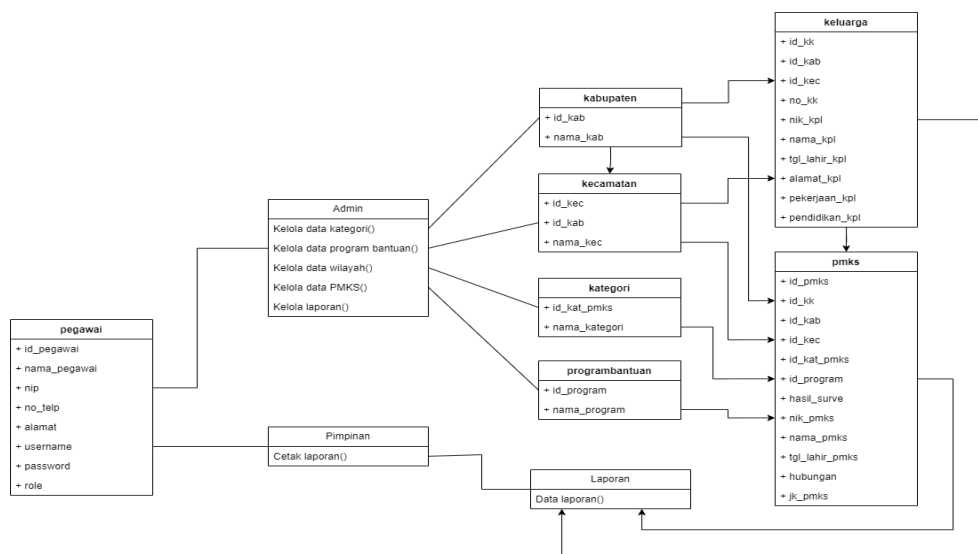 pegawai
+ id_pegawai
+ nama_pegawai
+ nip
+ no_telp
+ alamat
+ username
+ password
+ role
Admin
Kelola data kategori()
Kelola data program bantuan()
Kelola data wilayah()
Kelola data PMKS()
Kelola laporan()
Pimpinan
Cetak laporan()
kabupaten
+ id_kab
+ nama_kab
kecamatan
+ id_kec
+ id_kab
+ nama_kec
kategori
+ id_kat_pmks
+ nama_kategori
programbantuan
+ id_program
+ nama_program
Laporan
Data laporan()
keluarga
+ id_kk
+ id_kab
+ id_kec
+ no_kk
+ nik_kpl
+ nama_kpl
+ tgl_lahir_kpl
+ alamat_kpl
+ pekerjaan_kpl
+ pendidikan_kpl
pmks
+ id_pmks
+ id_kk
+ id_kab
+ id_kec
+ id_kat_pmks
+ id_program
+ hasil_surve
+ nik_pmks
+ nama_pmks
+ tgl_lahir_pmks
+ hubungan
+ jk_pmks